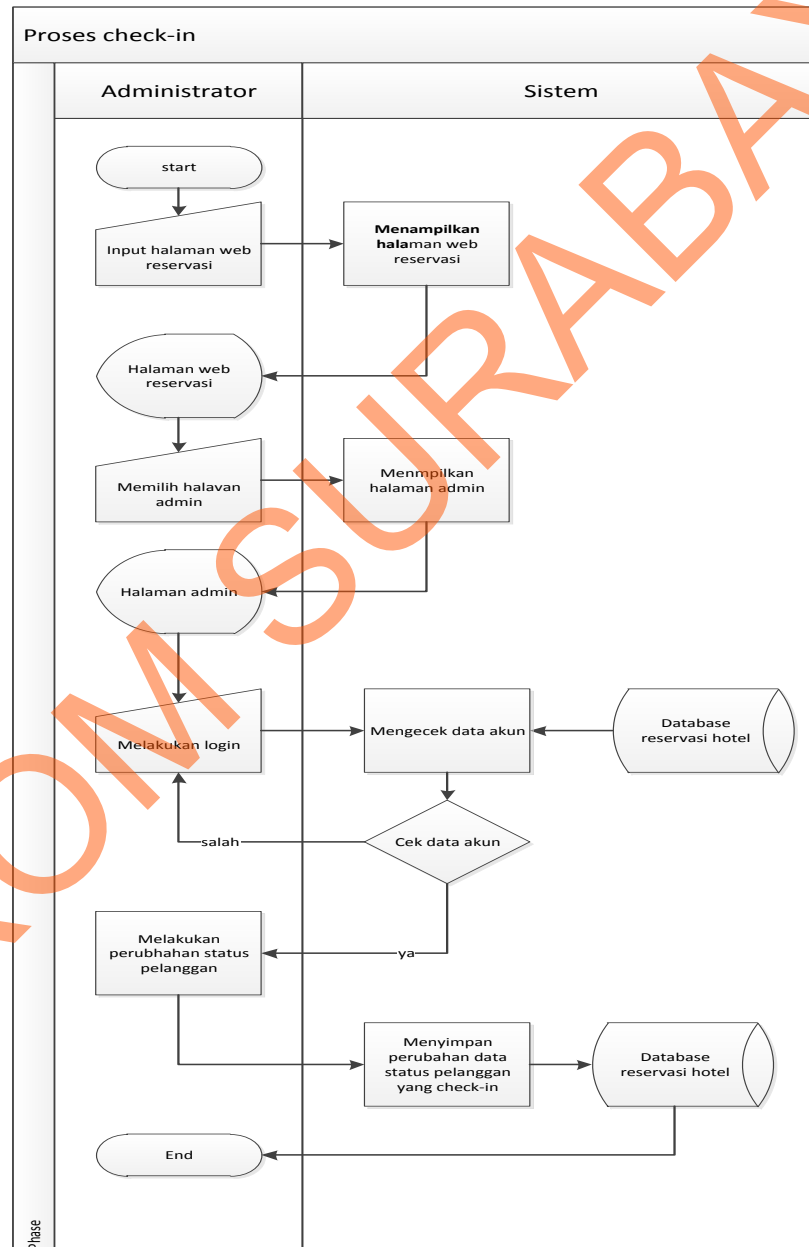 Proses check-in
Administrator
Sistem
start
Input halaman web
reservasi
Menampilkan
halaman web
reservasi
Halaman web
reservasi
Memilih halavan
admin
Menmpilkan
halaman admin
Halaman admin
Melakukan login
Mengecek data akun
Database
reservasi hotel
Cek data akun
salah
ya
Melakukan
perubhahan status
pelanggan
Menyimpan
perubahan data
status pelanggan
yang check-in
Database
reservasi hotel
End
Phase
OM SURABAY